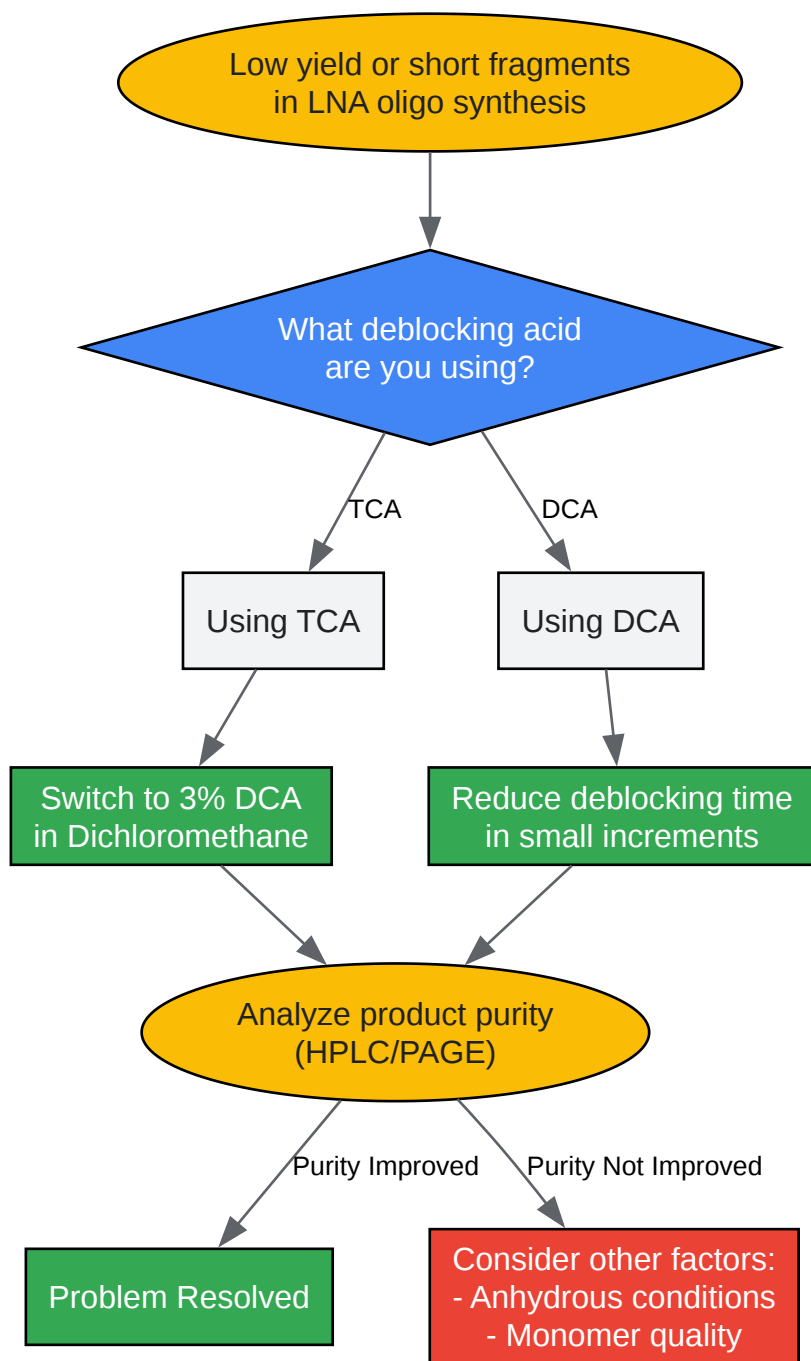 Low yield or short fragments
in LNA oligo synthesis
What deblocking acid
are you using?
TCA
DCA
Using TCA
Using DCA
Switch to 3% DCA
in Dichloromethane
Reduce deblocking time
in small increments
Analyze product purity
(HPLC/PAGE)
Purity Improved
Purity Not Improved
Problem Resolved
Consider other factors:
- Anhydrous conditions
- Monomer quality